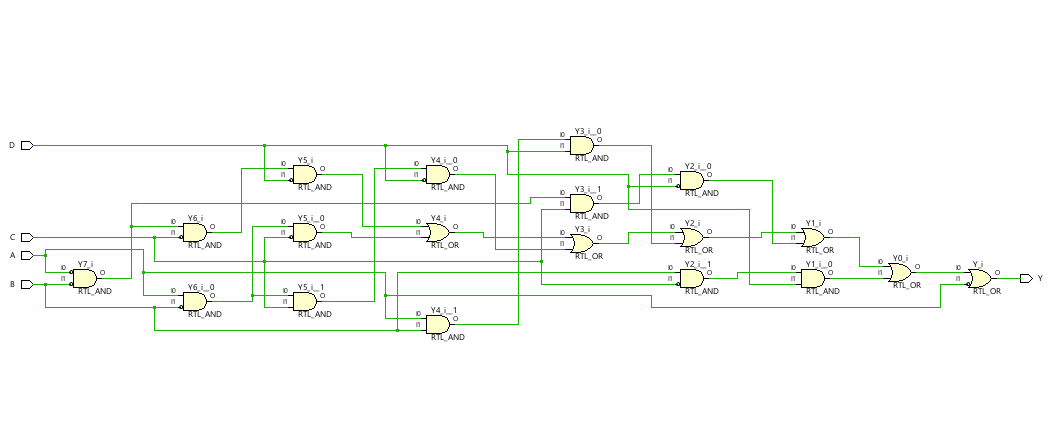 Y3_i__0
I0 O
I1
RTL_AND
D
Y5_i
I0 O
I1
RTL_AND
Y4_i__0
I0 O
I1
RTL_AND
Y2_i__0
I0 O
I1
RTL_AND
Y3_i__1
I0 O
I1
RTL_AND
Y6_i
I0 O
I1
RTL_AND
Y5_i__0
I0 O
I1
RTL_AND
Y4_i
I0 O
I1
RTL_OR
Y3_i
I0 O
I1
RTL_OR
Y2_i
I0 O
I1
RTL_OR
Y1_i
I0 O
I1
RTL_OR
C
A
B
Y7_i
I0 O
I1
RTL_AND
Y6_i__0
I0 O
I1
RTL_AND
Y5_i__1
I0 O
I1
RTL_AND
Y4_i__1
I0 O
I1
RTL_AND
Y2_i__1
I0 O
I1
RTL_AND
Y1_i__0
I0 O
I1
RTL_AND
Y0_i
I0 O
I1
RTL_OR
Y_i
I0 O
I1
RTL_OR
Y